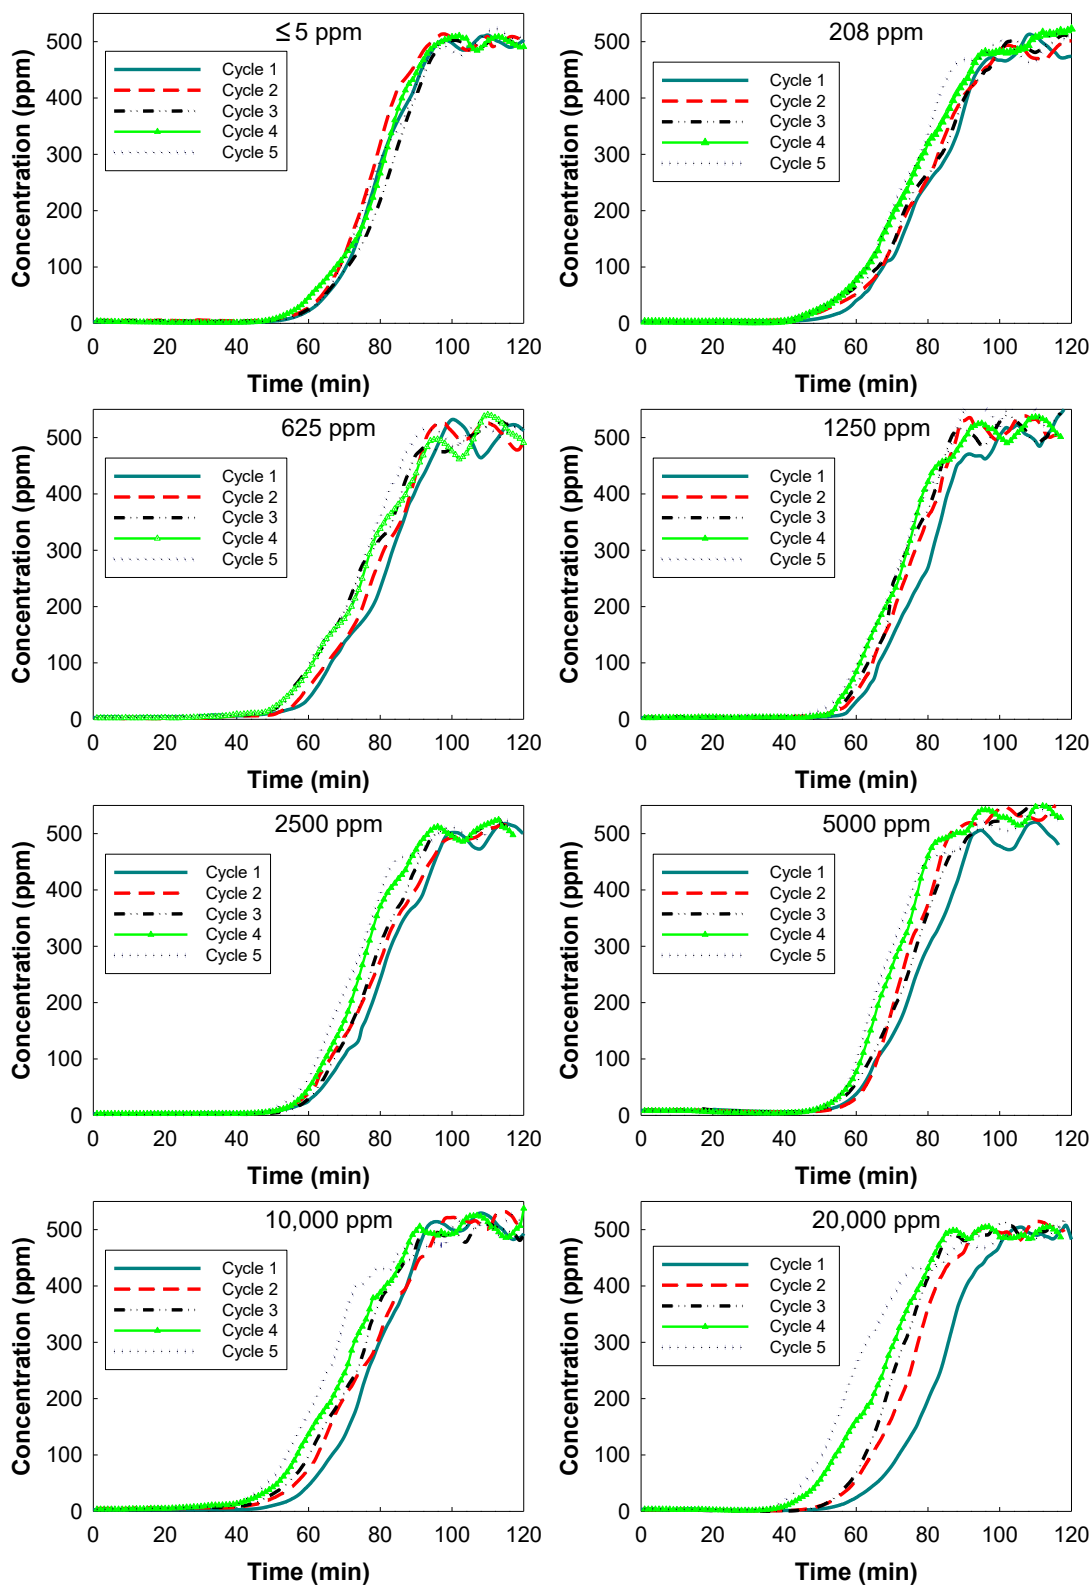 ≤ 5 ppm
Concentration (ppm)
500
400
300
200
100
0
Cycle 1
Cycle 2
Cycle 3
Cycle 4
Cycle 5
0 20 40 60 80 100 120
Time (min)
208 ppm
Concentration (ppm)
500
400
300
200
100
0
Cycle 1
Cycle 2
Cycle 3
Cycle 4
Cycle 5
0 20 40 60 80 100 120
Time (min)
625 ppm
Concentration (ppm)
500
400
300
200
100
0
Cycle 1
Cycle 2
Cycle 3
Cycle 4
Cycle 5
0 20 40 60 80 100 120
Time (min)
1250 ppm
Concentration (ppm)
500
400
300
200
100
0
Cycle 1
Cycle 2
Cycle 3
Cycle 4
Cycle 5
0 20 40 60 80 100 120
Time (min)
2500 ppm
Concentration (ppm)
500
400
300
200
100
0
Cycle 1
Cycle 2
Cycle 3
Cycle 4
Cycle 5
0 20 40 60 80 100 120
Time (min)
5000 ppm
Concentration (ppm)
500
400
300
200
100
0
Cycle 1
Cycle 2
Cycle 3
Cycle 4
Cycle 5
0 20 40 60 80 100 120
Time (min)
10,000 ppm
Concentration (ppm)
500
400
300
200
100
0
Cycle 1
Cycle 2
Cycle 3
Cycle 4
Cycle 5
0 20 40 60 80 100 120
Time (min)
20,000 ppm
Concentration (ppm)
500
400
300
200
100
0
Cycle 1
Cycle 2
Cycle 3
Cycle 4
Cycle 5
0 20 40 60 80 100 120
Time (min)